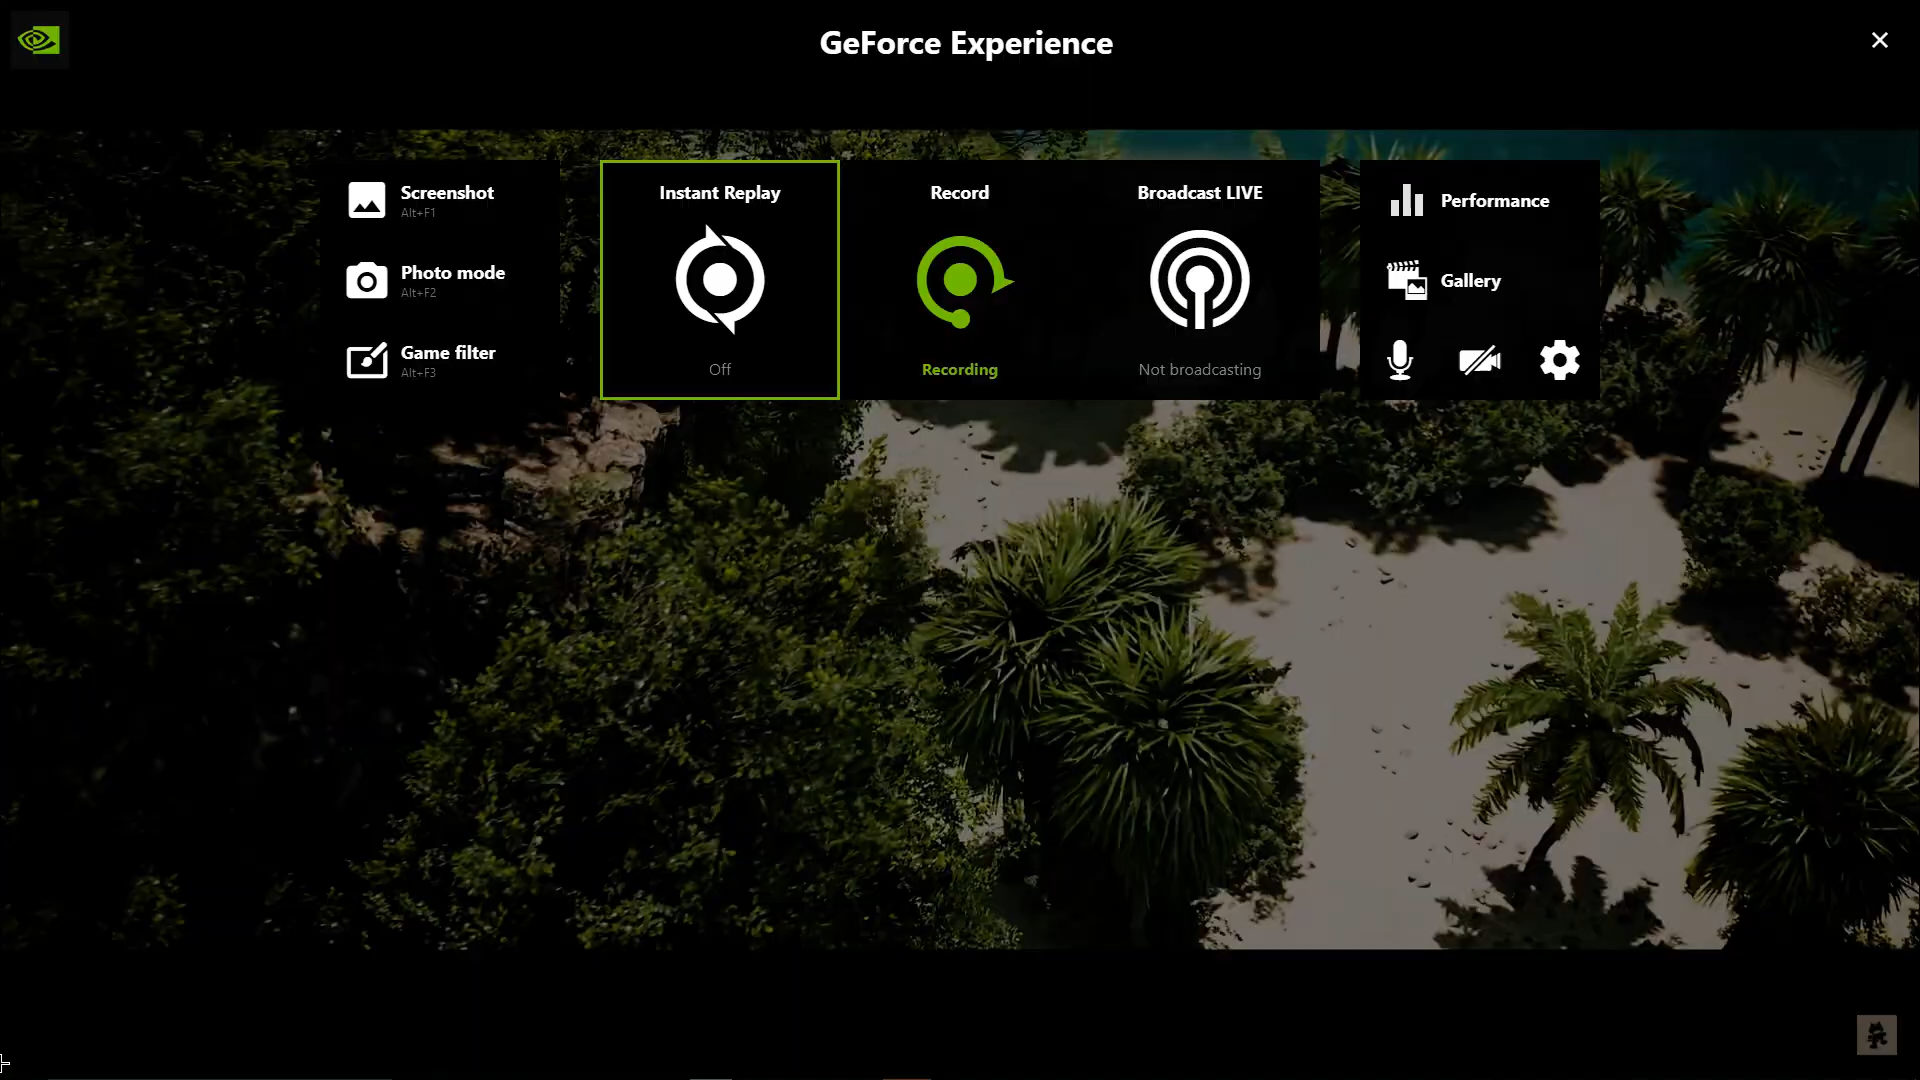 GeForce Experience
Screenshot
Alt+F1
Photo mode
Alt+F2
Game filter
Alt+F3
Instant Replay
Off
Record
Recording
Broadcast LIVE
Not broadcasting
Performance
Gallery